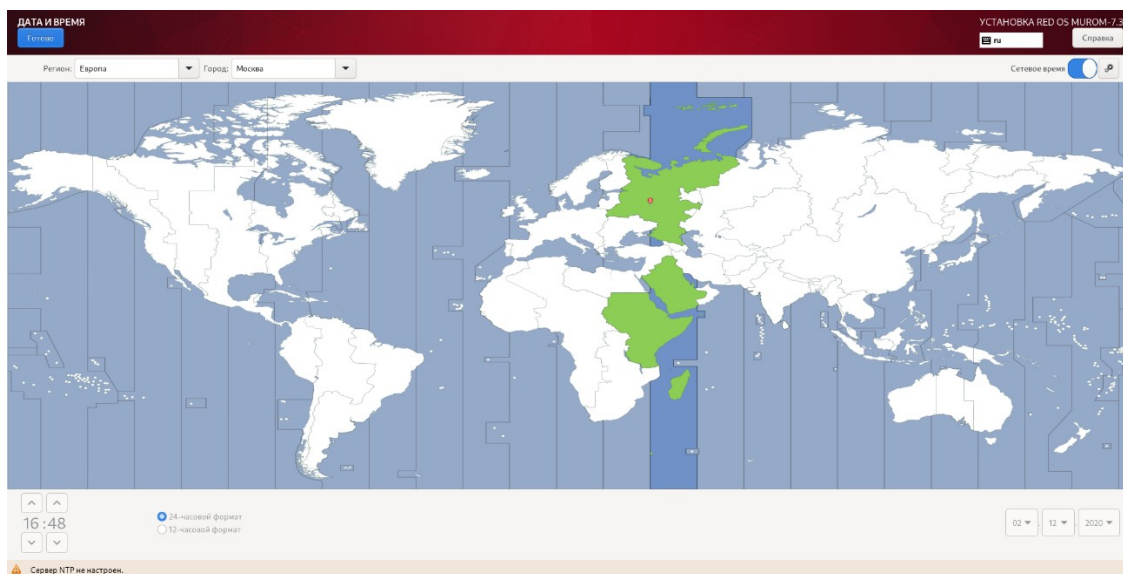 ДАТА И ВРЕМЯ
УСТАНОВКА RED OS MUROM-7.3
Готово
ru
Справка
Регион: Европа
Город: Москва
Сетевое время
16:48
24-часовой формат
12-часовой формат
02 . 12 . 2020
Сервер NTP не настроен.